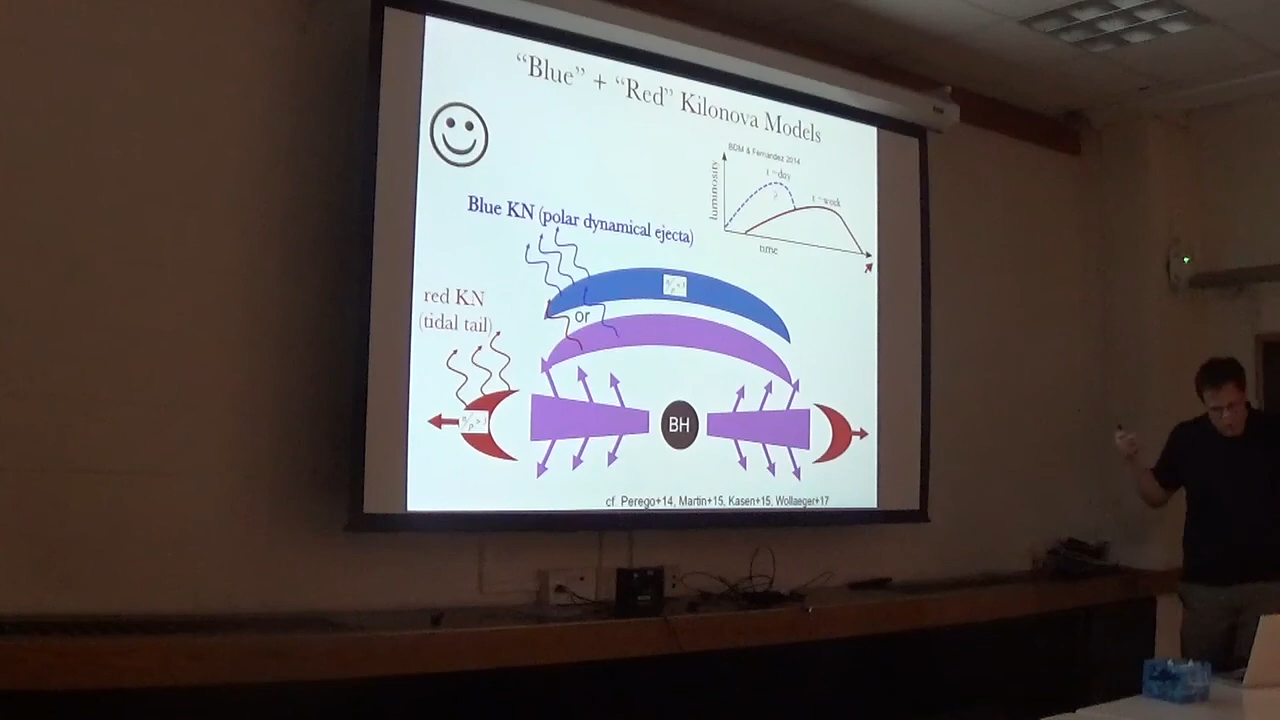 “Blue” + “Red” Kilonova Models
BDM & Fernandez 2014
luminosity
t ~day
?
t ~week
time
Blue KN (polar dynamical ejecta)
red KN
(tidal tail)
or
BH
cf. Perego+14, Martin+15, Kasen+15, Wollaeger+17